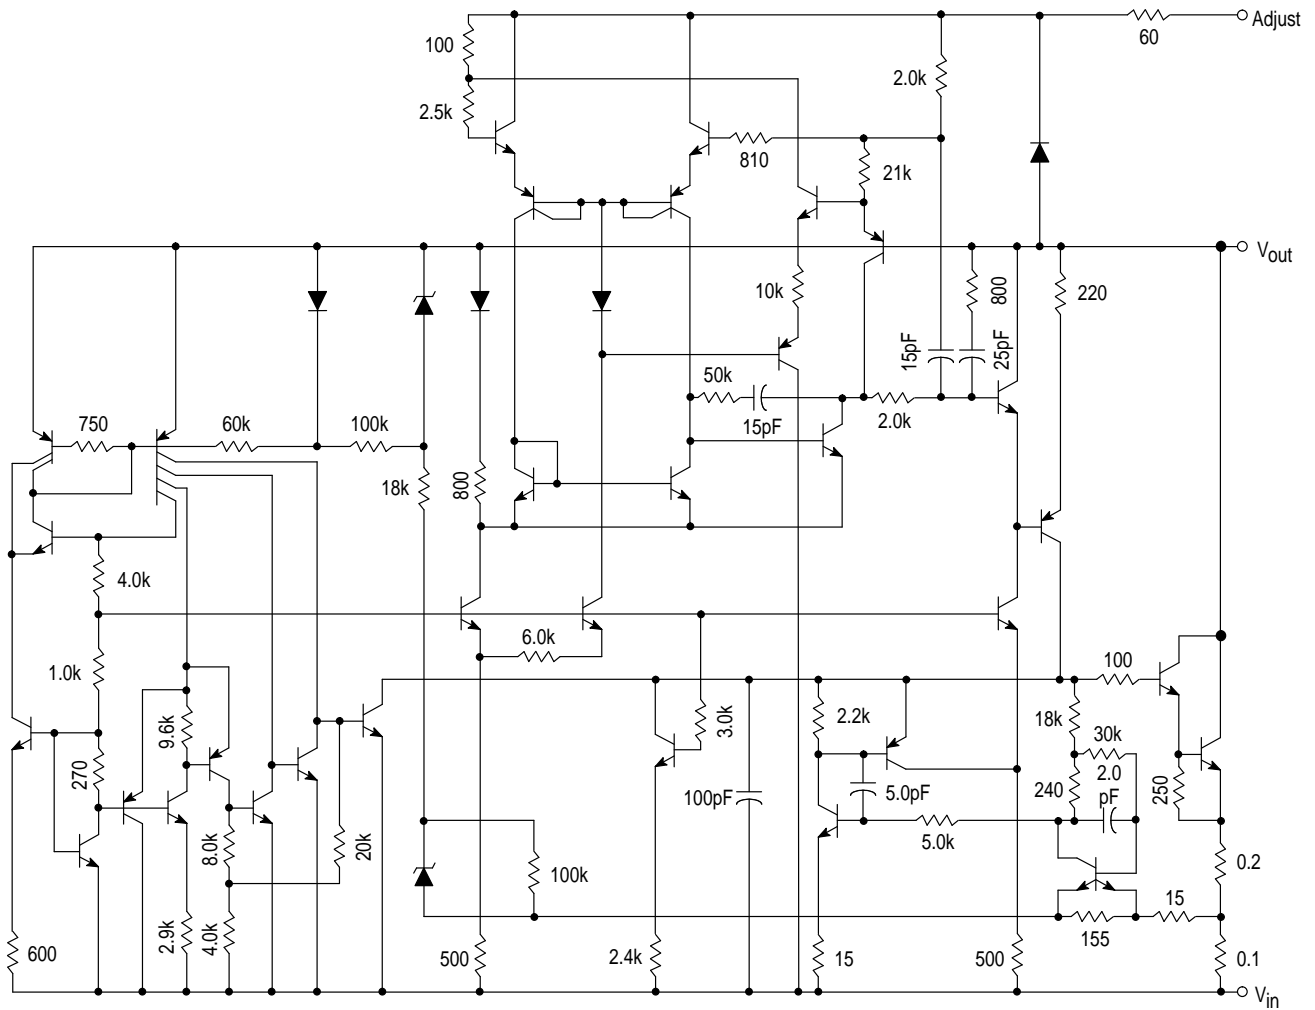 Adjust
60
100
2.0k
2.5k
810
21k
Vout
10k
800
220
15pF
25pF
50k
750
60k
100k
15pF
2.0k
18k
800
4.0k
6.0k
1.0k
100
3.0k
9.6k
2.2k
18k
30k
270
2.0
pF
100pF
5.0pF
240
250
8.0k
20k
5.0k
100k
0.2
15
2.9k
4.0k
155
600
500
2.4k
15
500
0.1
Vin